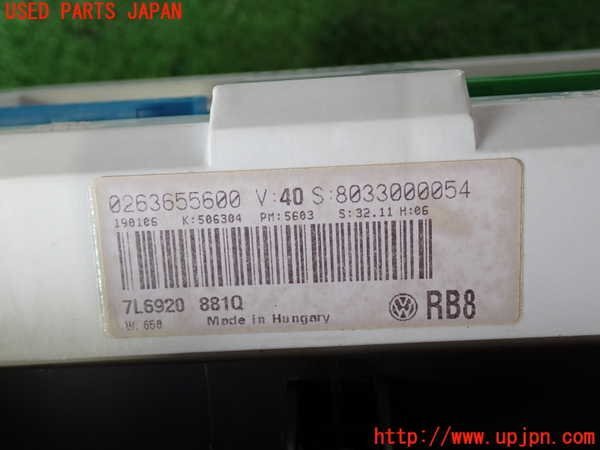 USED PARTS JAPAN
0263655600 V:40 S:8033000054
190106 K:506304 PM:5603 S:32.11 H:06
7L6920 881Q
W. 658 Made in Hungary
RB8
http://www.upjpn.com